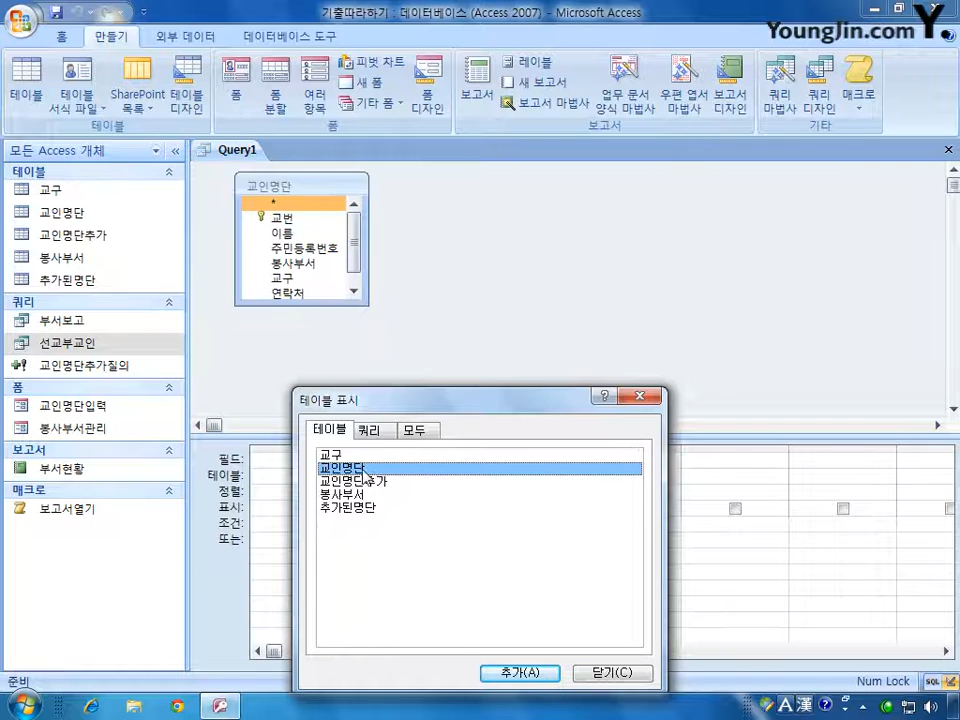 기출따라하기 : 데이터베이스 (Access 2007) - Microsoft Access
YoungJin.com Y.
홈 만들기 외부 데이터 데이터베이스 도구
테이블
테이블 서식 파일
SharePoint 목록
테이블 디자인
테이블
폼
폼 분할
여러 항목
피벗 차트
새 폼
기타 폼
폼 디자인
폼
보고서
레이블
새 보고서
보고서 마법사
업무 문서 양식 마법사
우편 엽서 마법사
보고서 디자인
보고서
쿼리 마법사
쿼리 디자인
매크로
기타
모든 Access 개체
테이블
교구
교인명단
교인명단추가
봉사부서
추가된명단
쿼리
부서보고
선교부교인
교인명단추가질의
폼
교인명단입력
봉사부서관리
보고서
부서현황
매크로
보고서열기
Query1
교인명단
*
교번
이름
주민등록번호
봉사부서
교구
연락처
필드:
테이블:
정렬:
표시:
조건:
또는:
테이블 표시
테이블 쿼리 모두
교구
교인명단
교인명단추가
봉사부서
추가된명단
추가(A) 닫기(C)
준비
Num Lock
SQL
A 漢